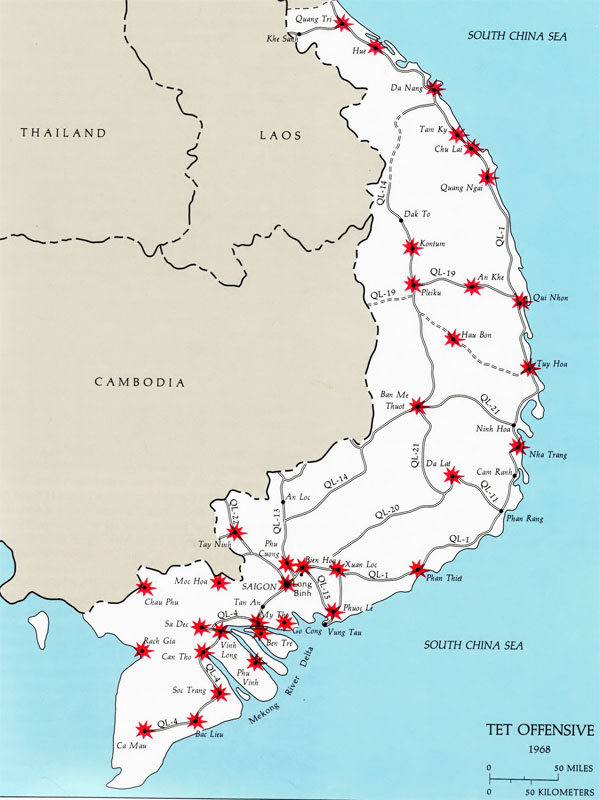 Quang Tri
Khe Sanh
SOUTH CHINA SEA
Hue
Da Nang
THAILAND
LAOS
Tam Ky
Chu Lai
QL-14
Quang Ngai
Dak To
QL-1
Kontum
QL-19
An Khe
Pleiku
QL-19
Qui Nhon
Hau Bon
Tuy Hoa
CAMBODIA
Ban Me
Thuot
QL-21
Ninh Hoa
QL-21
Nha Trang
Da Lat
Cam Ranh
QL-14
QL-11
An Loc
QL-13
QL-22
QL-20
Phan Rang
Tay Ninh
Phu
Cuong
QL-1
Bien Hoa
Xuan Loc
QL-1
Phan Thiet
Moc Hoa
SAIGON
Long
Binh
QL-15
Chau Phu
Tan An
Phuoc Le
QL-4
My Tho
Sa Dec
Go Cong
Vung Tau
Rach Gia
Vinh
Long
Ben Tre
SOUTH CHINA SEA
Can Tho
Phu
Vinh
QL-4
Soc Trang
Mekong River Delta
QL-4
Bac Lieu
Ca Mau
TET OFFENSIVE
1968
0 50 MILES
0 50 KILOMETERS